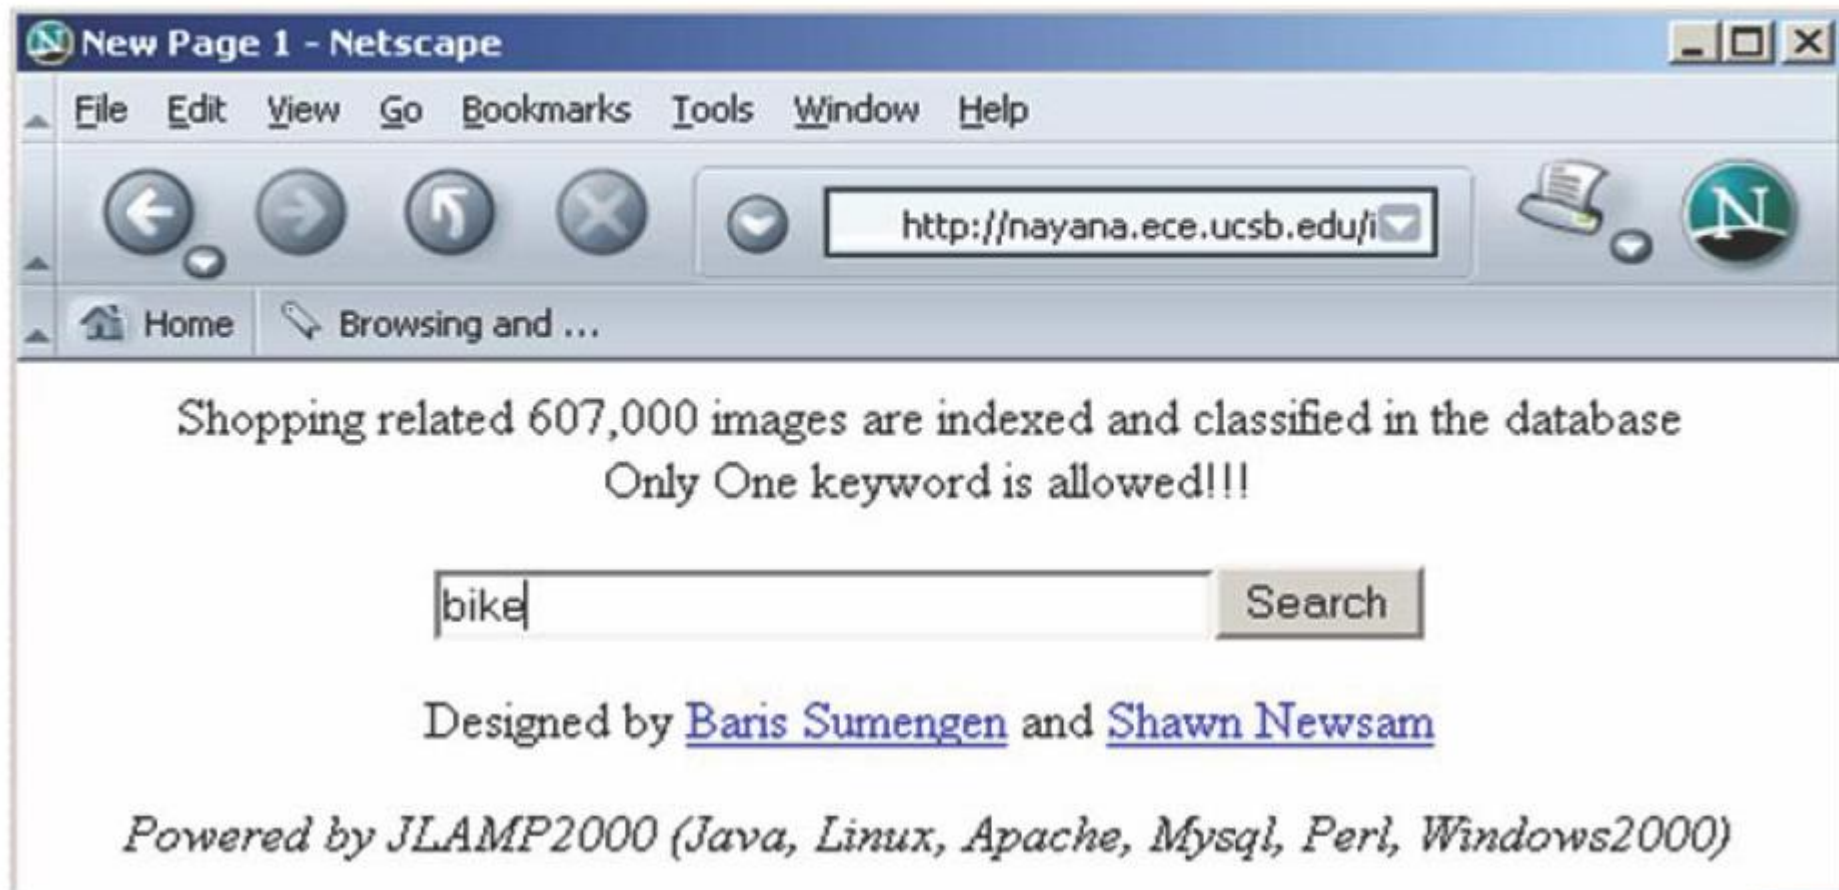 New Page 1 - Netscape
File Edit View Go Bookmarks Tools Window Help
http://nayana.ece.ucsb.edu/i
N
Home Browsing and ...
Shopping related 607,000 images are indexed and classified in the database
Only One keyword is allowed!!!
bike Search
Designed by Baris Sumengen and Shawn Newsam
Powered by JLAMP2000 (Java, Linux, Apache, Mysql, Perl, Windows2000)